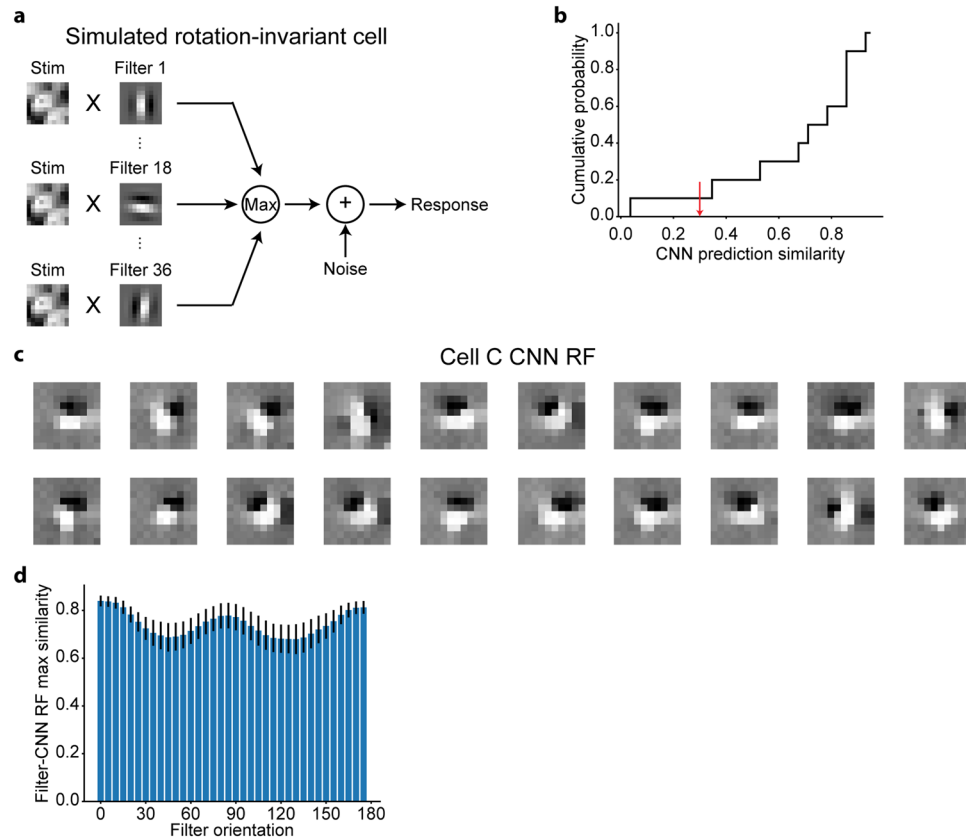 a
Simulated rotation-invariant cell
Stim Filter 1
X
⋮
Stim Filter 18
X Max + Response
⋮
Noise
Stim Filter 36
X
b
Cumulative probability
1.0
0.8
0.6
0.4
0.2
0.0
0.0 0.2 0.4 0.6 0.8
CNN prediction similarity
c
Cell C CNN RF
d
Filter-CNN RF max similarity
0.8
0.6
0.4
0.2
0.0
0 30 60 90 120 150 180
Filter orientation